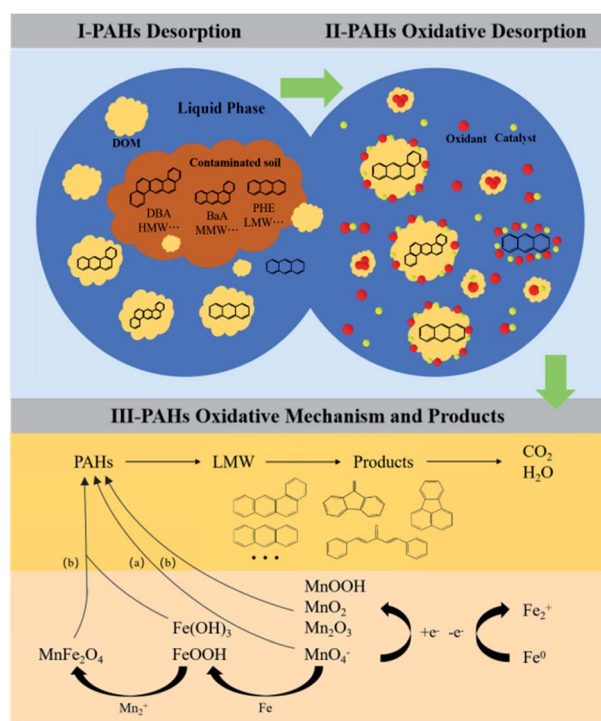 I-PAHs Desorption
II-PAHs Oxidative Desorption
Liquid Phase
DOM
Contaminated soil
DBA
HMW···
BaA
MMW···
PHE
LMW···
Oxidant
Catalyst
III-PAHs Oxidative Mechanism and Products
PAHs
LMW
Products
CO₂
H₂O
•••
(b)
(a)
(b)
MnOOH
MnO₂
Mn₂O₃
MnO₄⁻
Fe(OH)₃
FeOOH
MnFe₂O₄
+e⁻ -e⁻
Fe₂⁺
Fe⁰
Mn₂⁺
Fe